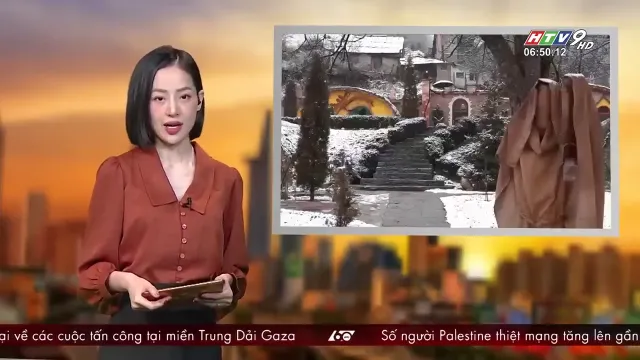 HTV9 HD
06:50:12
ại về các cuộc tấn công tại miền Trung Dải Gaza 60 Số người Palestine thiệt mạng tăng lên gần